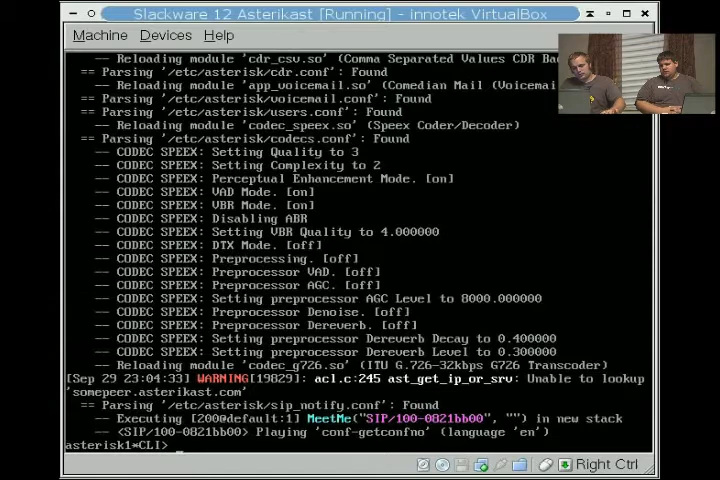 Slackware 12 Asterikast [Running] - innotek VirtualBox
Machine Devices Help
-- Reloading module 'cdr_csv.so' (Comma Separated Values CDR Bac
== Parsing '/etc/asterisk/cdr.conf': Found
-- Reloading module 'app_voicemail.so' (Comedian Mail (Voicemai
== Parsing '/etc/asterisk/voicemail.conf': Found
== Parsing '/etc/asterisk/users.conf': Found
-- Reloading module 'codec_speex.so' (Speex Coder/Decoder)
== Parsing '/etc/asterisk/codecs.conf': Found
-- CODEC SPEEX: Setting Quality to 3
-- CODEC SPEEX: Setting Complexity to 2
-- CODEC SPEEX: Perceptual Enhancement Mode. [on]
-- CODEC SPEEX: VAD Mode. [on]
-- CODEC SPEEX: VBR Mode. [on]
-- CODEC SPEEX: Disabling ABR
-- CODEC SPEEX: Setting VBR Quality to 4.000000
-- CODEC SPEEX: DTX Mode. [off]
-- CODEC SPEEX: Preprocessing. [off]
-- CODEC SPEEX: Preprocessor VAD. [off]
-- CODEC SPEEX: Preprocessor AGC. [off]
-- CODEC SPEEX: Setting preprocessor AGC Level to 8000.000000
-- CODEC SPEEX: Preprocessor Denoise. [off]
-- CODEC SPEEX: Preprocessor Dereverb. [off]
-- CODEC SPEEX: Setting preprocessor Dereverb Decay to 0.400000
-- CODEC SPEEX: Setting preprocessor Dereverb Level to 0.300000
-- Reloading module 'codec_g726.so' (ITU G.726-32kbps G726 Transcoder)
[Sep 29 23:04:33] WARNING[19829]: acl.c:245 ast_get_ip_or_srv: Unable to lookup
'somepeer.asterikast.com'
== Parsing '/etc/asterisk/sip_notify.conf': Found
-- Executing [200@default:1] MeetMe("SIP/100-0821bb00", "") in new stack
-- <SIP/100-0821bb00> Playing 'conf-getconfno' (language 'en')
asterisk1*CLI> _
Right Ctrl